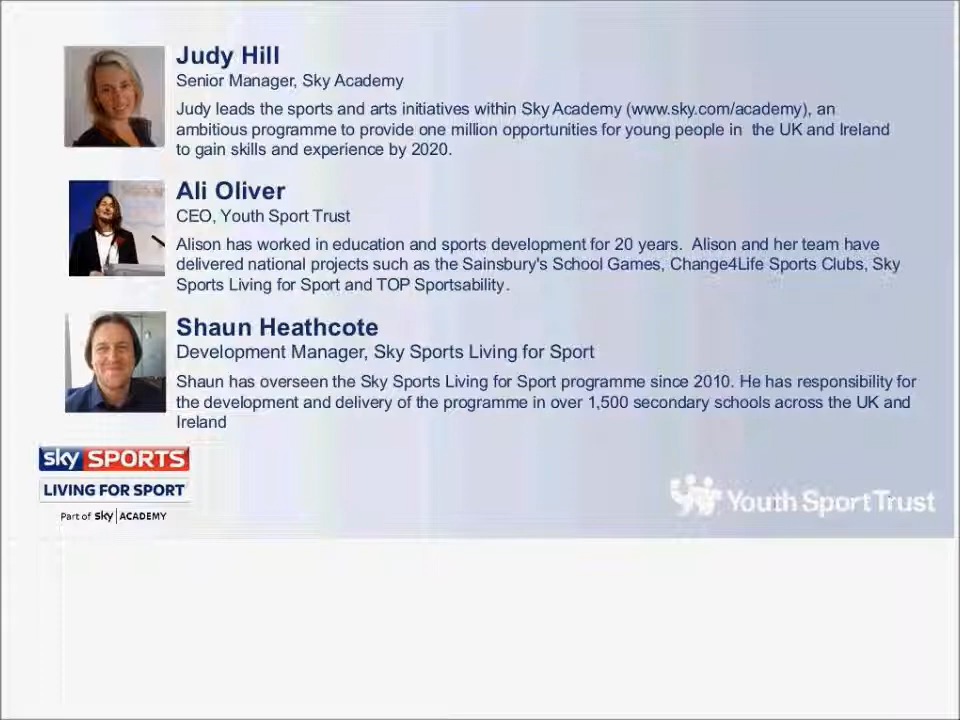 Judy Hill
Senior Manager, Sky Academy
Judy leads the sports and arts initiatives within Sky Academy (www.sky.com/academy), an
ambitious programme to provide one million opportunities for young people in the UK and Ireland
to gain skills and experience by 2020.
Ali Oliver
CEO, Youth Sport Trust
Alison has worked in education and sports development for 20 years. Alison and her team have
delivered national projects such as the Sainsbury's School Games, Change4Life Sports Clubs, Sky
Sports Living for Sport and TOP Sportsability.
Shaun Heathcote
Development Manager, Sky Sports Living for Sport
Shaun has overseen the Sky Sports Living for Sport programme since 2010. He has responsibility for
the development and delivery of the programme in over 1,500 secondary schools across the UK and
Ireland
sky SPORTS
LIVING FOR SPORT
Part of sky ACADEMY
Youth Sport Trust